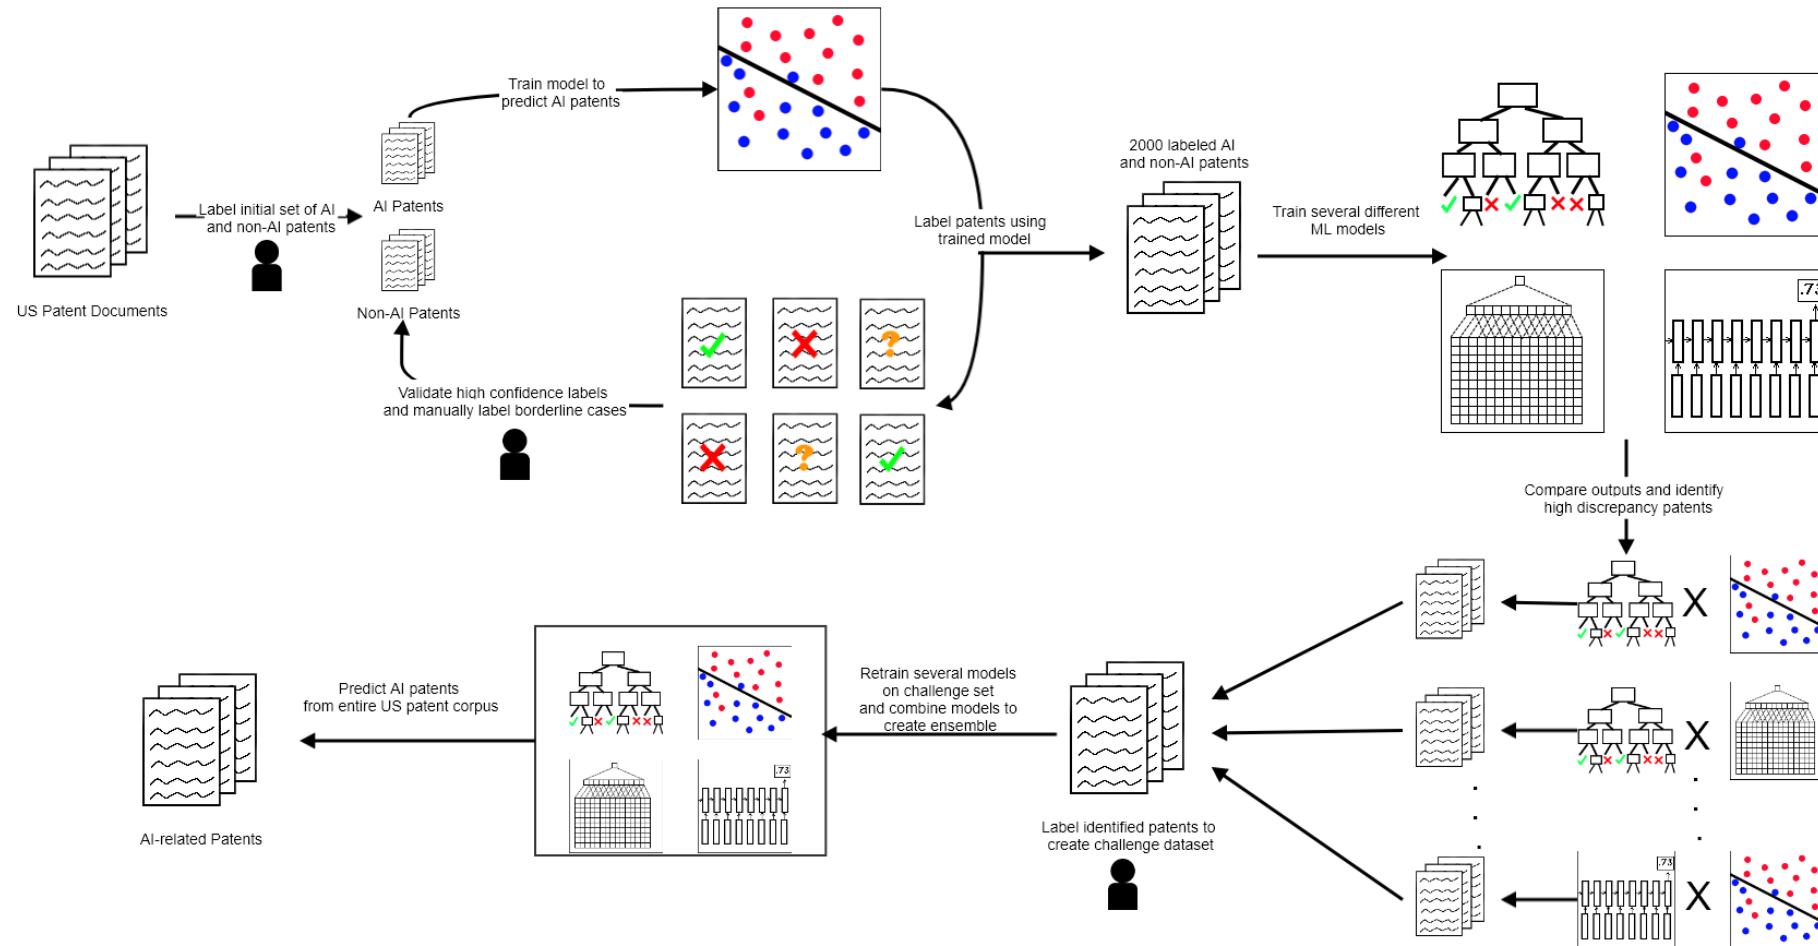 Train model to
predict AI patents
Label initial set of AI
and non-AI patents
US Patent Documents
AI Patents
Non-AI Patents
Label patents using
trained model
Validate high confidence labels
and manually label borderline cases
?
?
2000 labeled AI
and non-AI patents
Train several different
ML models
.73
Compare outputs and identify
high discrepancy patents
X
X
.73
X
Label identified patents to
create challenge dataset
Retrain several models
on challenge set
and combine models to
create ensemble
.73
Predict AI patents
from entire US patent corpus
AI-related Patents